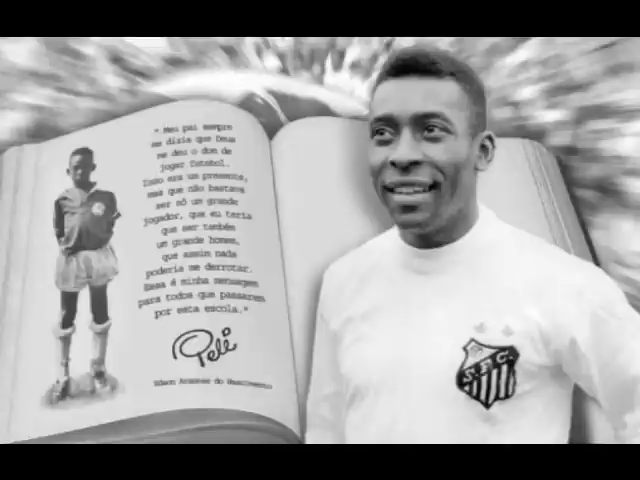 " Meu pai sempre
me dizia que Deus
me deu o dom de
jogar futebol.
Isso era um presente,
mas que não bastava
ser só um grande
jogador, que eu teria
que ser também
um grande homem,
que assim nada
poderia me derrotar.
Essa é minha mensagem
para todos que passarem
por esta escola."
Pelé
Edson Arantes do Nascimento
S.F.C.